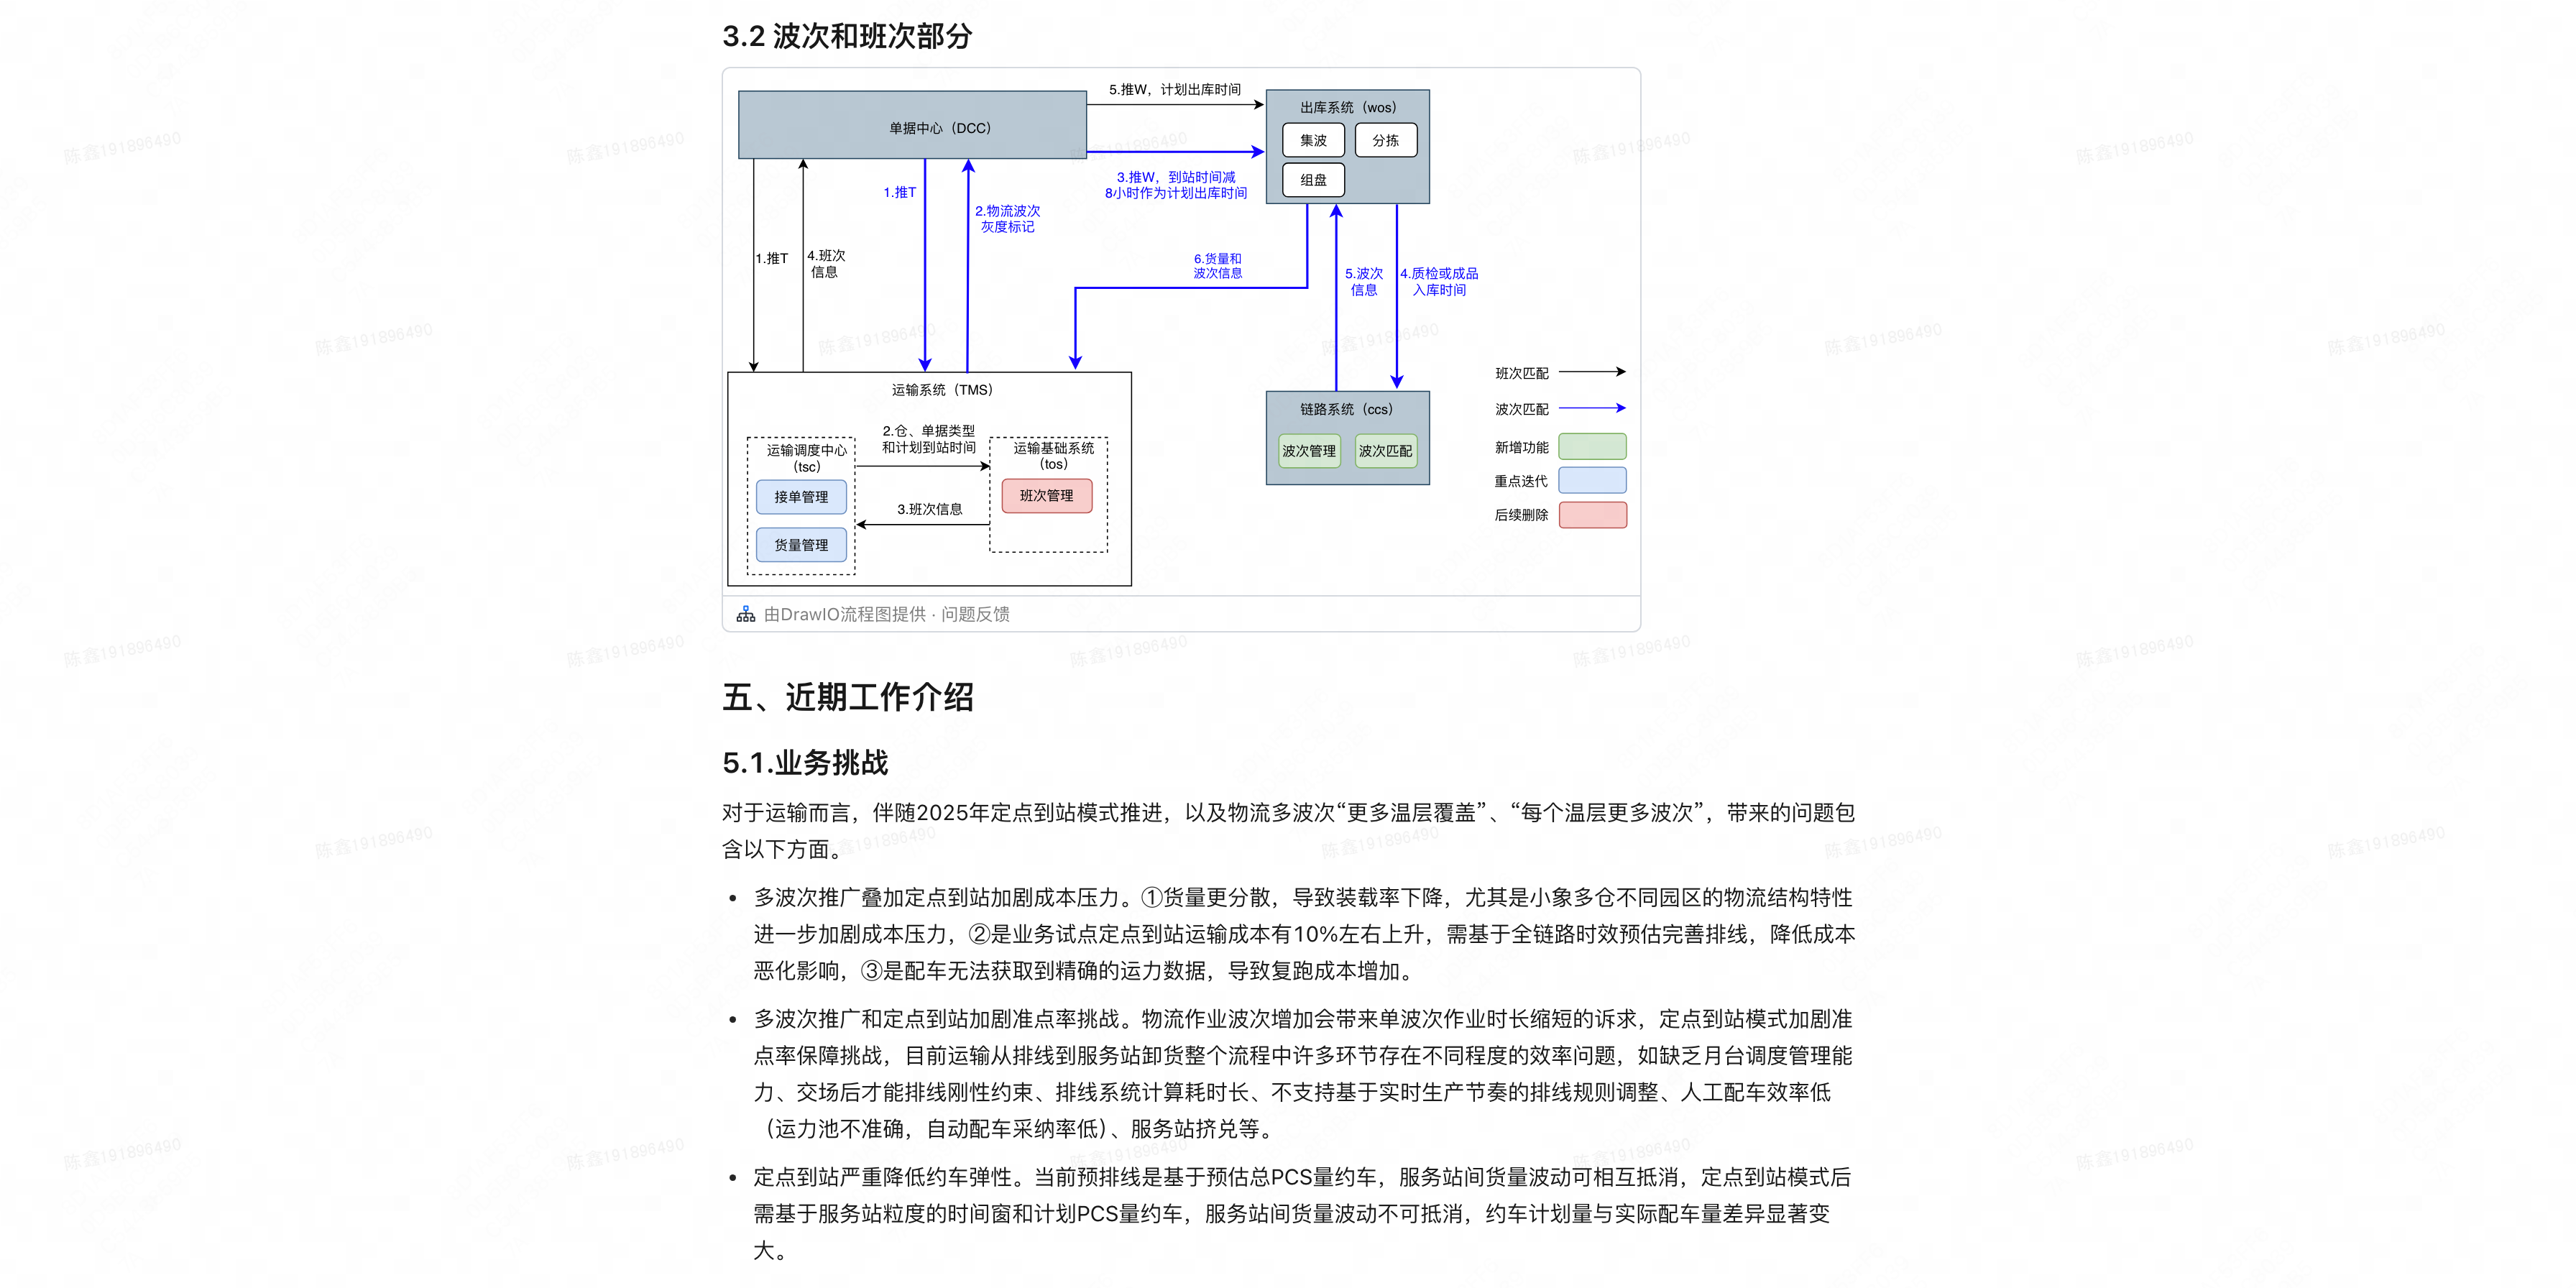 3.2 波次和班次部分
单据中心（DCC）
5.推W，计划出库时间
出库系统（wos）
集波
分拣
组盘
3.推W，到站时间减
8小时作为计划出库时间
1.推T
2.物流波次
灰度标记
1.推T
4.班次
信息
6.货量和
波次信息
5.波次
信息
4.质检或成品
入库时间
运输系统（TMS）
运输调度中心
（tsc）
接单管理
货量管理
2.仓、单据类型
和计划到站时间
3.班次信息
运输基础系统
（tos）
班次管理
链路系统（ccs）
波次管理
波次匹配
班次匹配
波次匹配
新增功能
重点迭代
后续删除
由DrawIO流程图提供 · 问题反馈
五、近期工作介绍
5.1.业务挑战
对于运输而言，伴随2025年定点到站模式推进，以及物流多波次“更多温层覆盖”、“每个温层更多波次”，带来的问题包
含以下方面。
• 多波次推广叠加定点到站加剧成本压力。①货量更分散，导致装载率下降，尤其是小象多仓不同园区的物流结构特性
进一步加剧成本压力，②是业务试点定点到站运输成本有10%左右上升，需基于全链路时效预估完善排线，降低成本
恶化影响，③是配车无法获取到精确的运力数据，导致复跑成本增加。
• 多波次推广和定点到站加剧准点率挑战。物流作业波次增加会带来单波次作业时长缩短的诉求，定点到站模式加剧准
点率保障挑战，目前运输从排线到服务站卸货整个流程中许多环节存在不同程度的效率问题，如缺乏月台调度管理能
力、交场后才能排线刚性约束、排线系统计算耗时长、不支持基于实时生产节奏的排线规则调整、人工配车效率低
（运力池不准确，自动配车采纳率低）、服务站挤兑等。
• 定点到站严重降低约车弹性。当前预排线是基于预估总PCS量约车，服务站间货量波动可相互抵消，定点到站模式后
需基于服务站粒度的时间窗和计划PCS量约车，服务站间货量波动不可抵消，约车计划量与实际配车量差异显著变
大。
陈鑫191896490